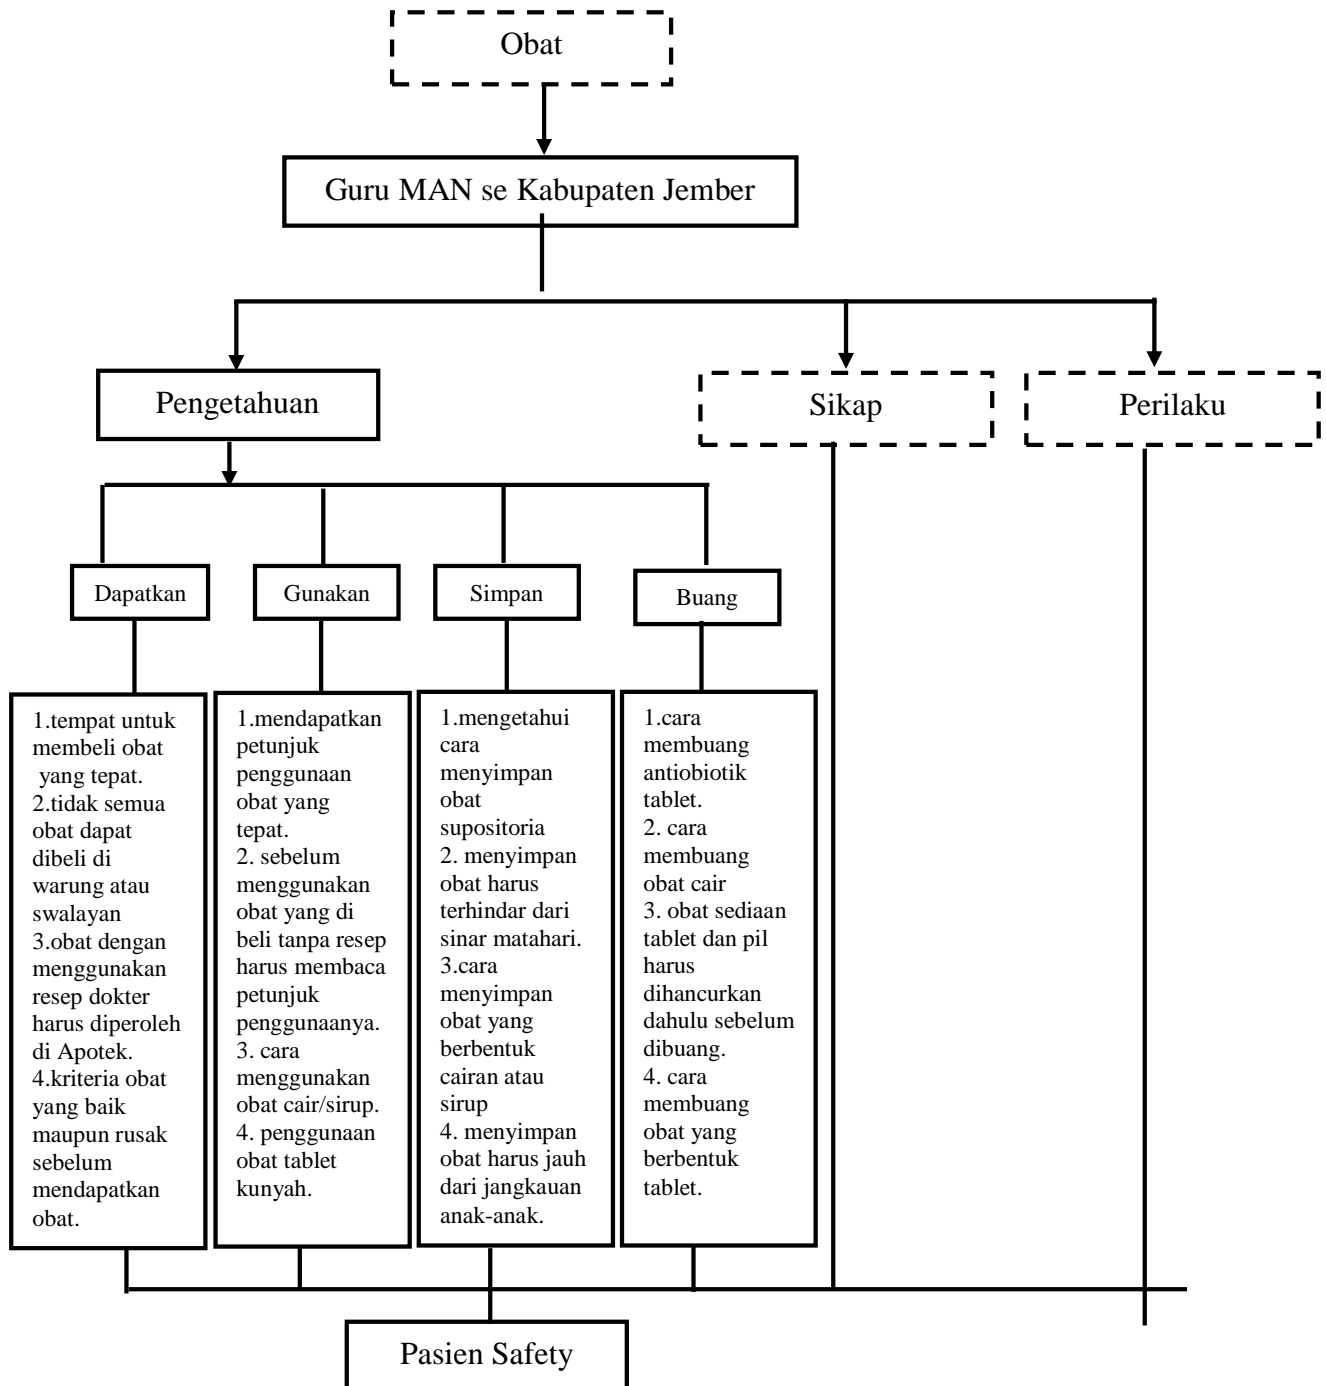 Obat
Guru MAN se Kabupaten Jember
Pengetahuan
Sikap
Perilaku
Dapatkan
Gunakan
Simpan
Buang
1.tempat untuk
membeli obat
yang tepat.
2.tidak semua
obat dapat
dibeli di
warung atau
swalayan
3.obat dengan
menggunakan
resep dokter
harus diperoleh
di Apotek.
4.kriteria obat
yang baik
maupun rusak
sebelum
mendapatkan
obat.
1.mendapatkan
petunjuk
penggunaan
obat yang
tepat.
2. sebelum
menggunakan
obat yang di
beli tanpa resep
harus membaca
petunjuk
penggunaanya.
3. cara
menggunakan
obat cair/sirup.
4. penggunaan
obat tablet
kunyah.
1.mengetahui
cara
menyimpan
obat
supositoria
2. menyimpan
obat harus
terhindar dari
sinar matahari.
3.cara
menyimpan
obat yang
berbentuk
cairan atau
sirup
4. menyimpan
obat harus jauh
dari jangkauan
anak-anak.
1.cara
membuang
antiobiotik
tablet.
2. cara
membuang
obat cair
3. obat sediaan
tablet dan pil
harus
dihancurkan
dahulu sebelum
dibuang.
4. cara
membuang
obat yang
berbentuk
tablet.
Pasien Safety